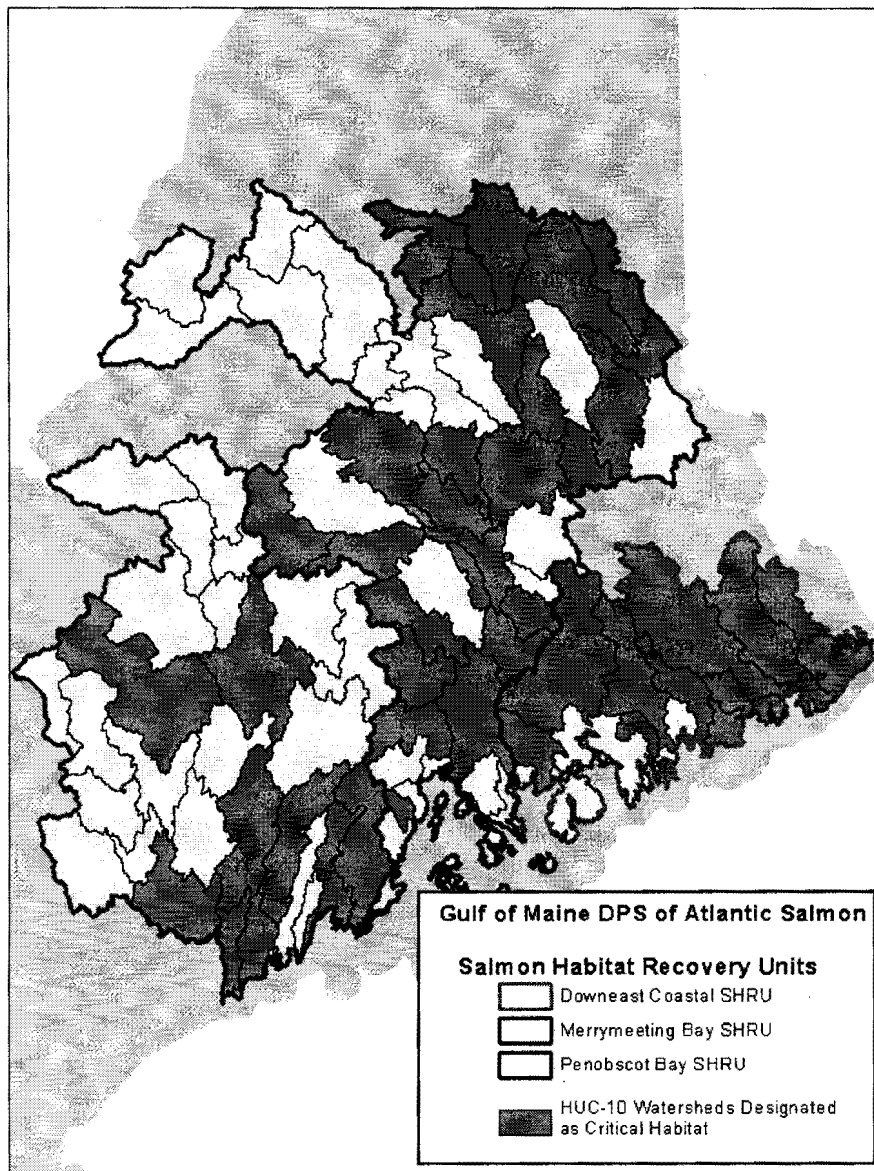 Gulf of Maine DPS of Atlantic Salmon
Salmon Habitat Recovery Units
Downeast Coastal SHRU
Merrymeeting Bay SHRU
Penobscot Bay SHRU
HUC-10 Watersheds Designated
as Critical Habitat